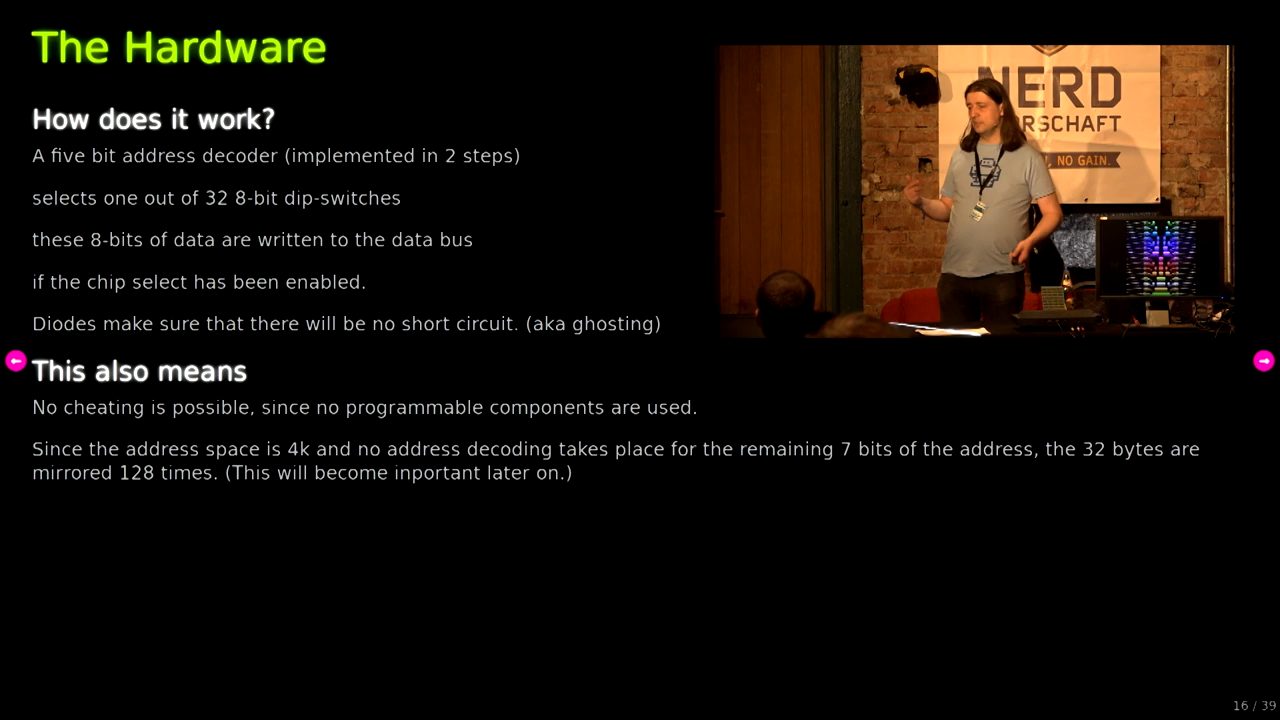 The Hardware
How does it work?
A five bit address decoder (implemented in 2 steps)
selects one out of 32 8-bit dip-switches
these 8-bits of data are written to the data bus
if the chip select has been enabled.
Diodes make sure that there will be no short circuit. (aka ghosting)
NERD
RSCHAFT
, NO GAIN.
This also means
No cheating is possible, since no programmable components are used.
Since the address space is 4k and no address decoding takes place for the remaining 7 bits of the address, the 32 bytes are
mirrored 128 times. (This will become inportant later on.)
16 / 39